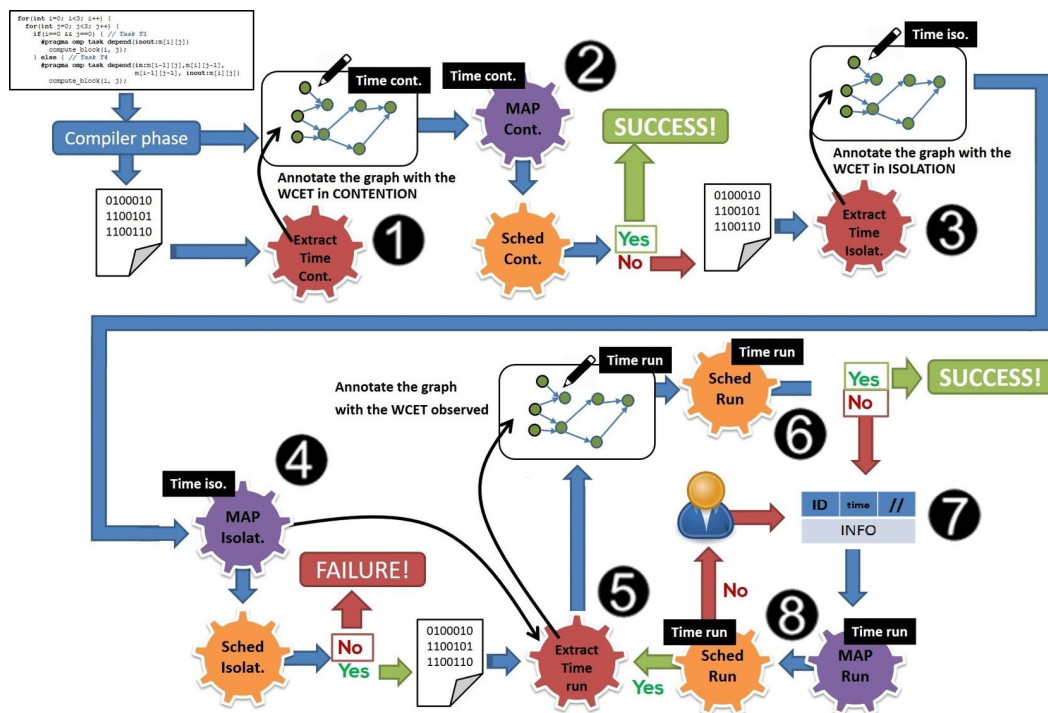 for(int i=0; i<3; i++) {
for(int j=0; j<3; j++) {
if(i==0 && j==0) { // Task T1
#pragma omp task depend(inout:m[i][j])
compute_block(i, j);
} else { // Task T4
#pragma omp task depend(in:m[i-1][j],m[i][j-1],
m[i-1][j-1], inout:m[i][j])
compute_block(i, j);
Compiler phase
0100010
1100101
1100110
Time cont.
Annotate the graph with the
WCET in CONTENTION
Extract
Time
Cont.
1
Time cont.
MAP
Cont.
2
Sched
Cont.
SUCCESS!
Yes
No
0100010
1100101
1100110
Time iso.
Annotate the graph with the
WCET in ISOLATION
Extract
Time
Isolat.
3
Time iso.
MAP
Isolat.
4
Sched
Isolat.
FAILURE!
No
Yes
0100010
1100101
1100110
Extract
Time
run
5
Annotate the graph
with the WCET observed
Time run
Time run
Sched
Run
6
Yes
No
SUCCESS!
ID
time
//
INFO
7
Time run
MAP
Run
8
Time run
Sched
Run
No
Yes